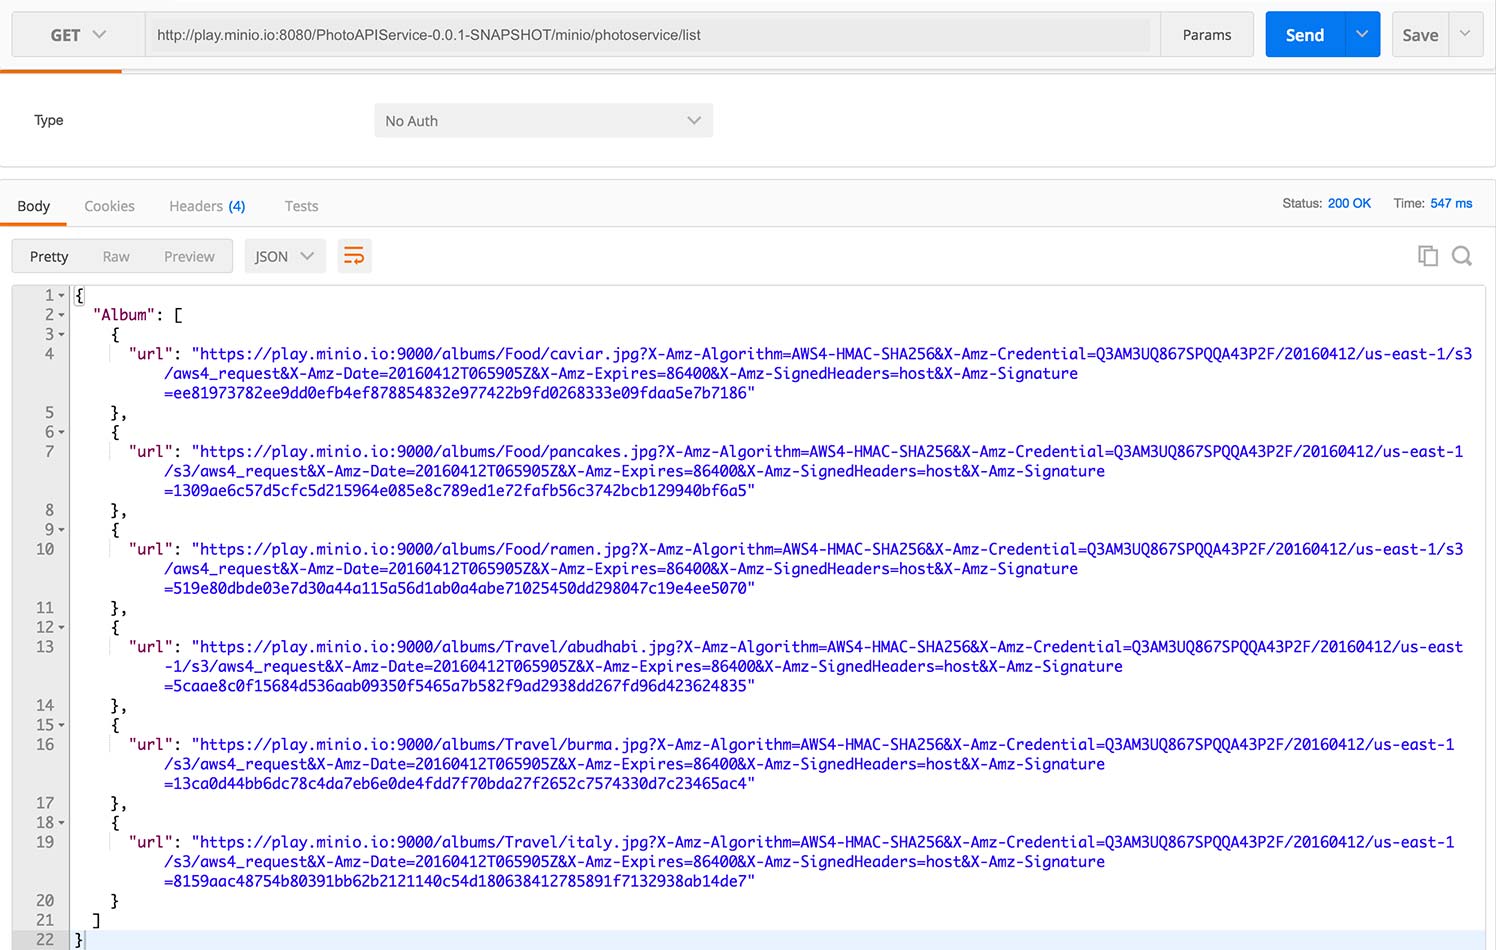 GET http://play.minio.io:8080/PhotoAPIService-0.0.1-SNAPSHOT/minio/photoservice/list Params Send Save
Type No Auth
Body Cookies Headers (4) Tests Status: 200 OK Time: 547 ms
Pretty Raw Preview JSON
1 {
2 "Album": [
3 {
4 "url": "https://play.minio.io:9000/albums/Food/caviar.jpg?X-Amz-Algorithm=AWS4-HMAC-SHA256&X-Amz-Credential=Q3AM3UQ867SPQQA43P2F/20160412/us-east-1/s3
/aws4_request&X-Amz-Date=20160412T065905Z&X-Amz-Expires=86400&X-Amz-SignedHeaders=host&X-Amz-Signature
=ee81973782ee9dd0efb4ef878854832e977422b9fd0268333e09fdaa5e7b7186"
5 },
6 {
7 "url": "https://play.minio.io:9000/albums/Food/pancakes.jpg?X-Amz-Algorithm=AWS4-HMAC-SHA256&X-Amz-Credential=Q3AM3UQ867SPQQA43P2F/20160412/us-east-1
/s3/aws4_request&X-Amz-Date=20160412T065905Z&X-Amz-Expires=86400&X-Amz-SignedHeaders=host&X-Amz-Signature
=1309ae6c57d5cfc5d215964e085e8c789ed1e72fafb56c3742bcb129940bf6a5"
8 },
9 {
10 "url": "https://play.minio.io:9000/albums/Food/ramen.jpg?X-Amz-Algorithm=AWS4-HMAC-SHA256&X-Amz-Credential=Q3AM3UQ867SPQQA43P2F/20160412/us-east-1/s3
/aws4_request&X-Amz-Date=20160412T065905Z&X-Amz-Expires=86400&X-Amz-SignedHeaders=host&X-Amz-Signature
=519e80dbde03e7d30a44a115a56d1ab0a4abe71025450dd298047c19e4ee5070"
11 },
12 {
13 "url": "https://play.minio.io:9000/albums/Travel/abudhabi.jpg?X-Amz-Algorithm=AWS4-HMAC-SHA256&X-Amz-Credential=Q3AM3UQ867SPQQA43P2F/20160412/us-east
-1/s3/aws4_request&X-Amz-Date=20160412T065905Z&X-Amz-Expires=86400&X-Amz-SignedHeaders=host&X-Amz-Signature
=5caae8c0f15684d536aab09350f5465a7b582f9ad2938dd267fd96d423624835"
14 },
15 {
16 "url": "https://play.minio.io:9000/albums/Travel/burma.jpg?X-Amz-Algorithm=AWS4-HMAC-SHA256&X-Amz-Credential=Q3AM3UQ867SPQQA43P2F/20160412/us-east-1
/s3/aws4_request&X-Amz-Date=20160412T065905Z&X-Amz-Expires=86400&X-Amz-SignedHeaders=host&X-Amz-Signature
=13ca0d44bb6dc78c4da7eb6e0de4fdd7f70bda27f2652c7574330d7c23465ac4"
17 },
18 {
19 "url": "https://play.minio.io:9000/albums/Travel/italy.jpg?X-Amz-Algorithm=AWS4-HMAC-SHA256&X-Amz-Credential=Q3AM3UQ867SPQQA43P2F/20160412/us-east-1
/s3/aws4_request&X-Amz-Date=20160412T065905Z&X-Amz-Expires=86400&X-Amz-SignedHeaders=host&X-Amz-Signature
=8159aac48754b80391bb62b2121140c54d180638412785891f7132938ab14de7"
20 }
21 ]
22 }